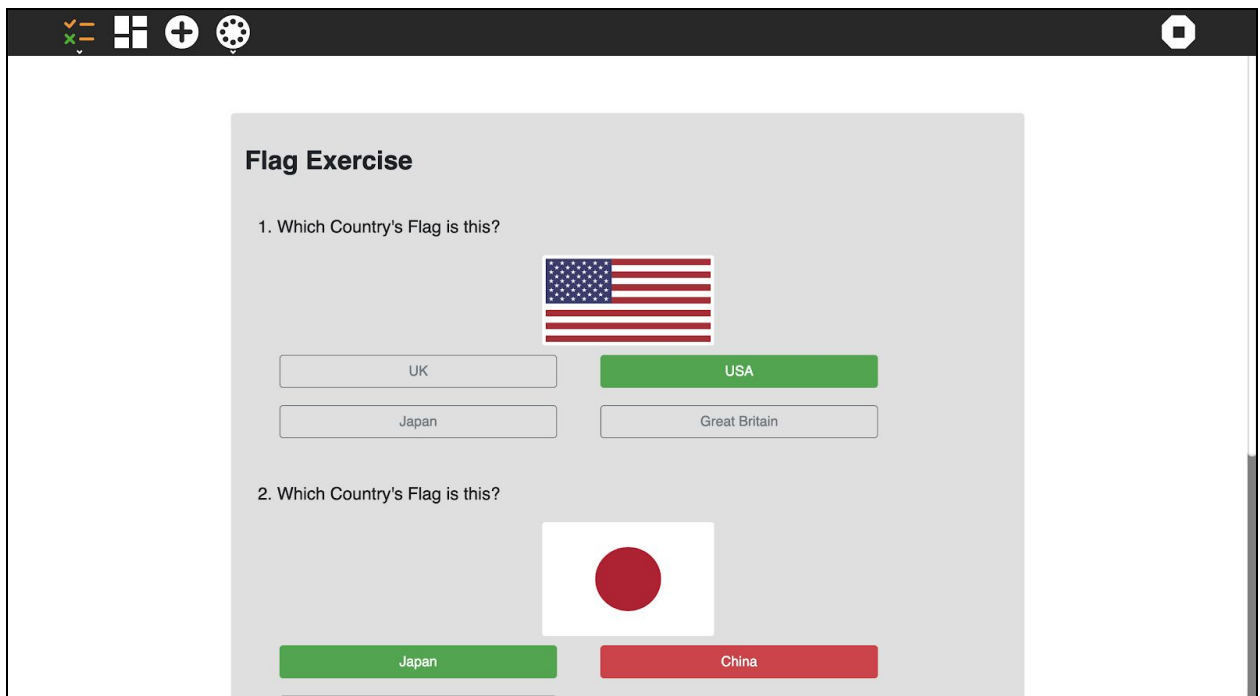 Flag Exercise
1. Which Country's Flag is this?
UK
USA
Japan
Great Britain
2. Which Country's Flag is this?
Japan
China